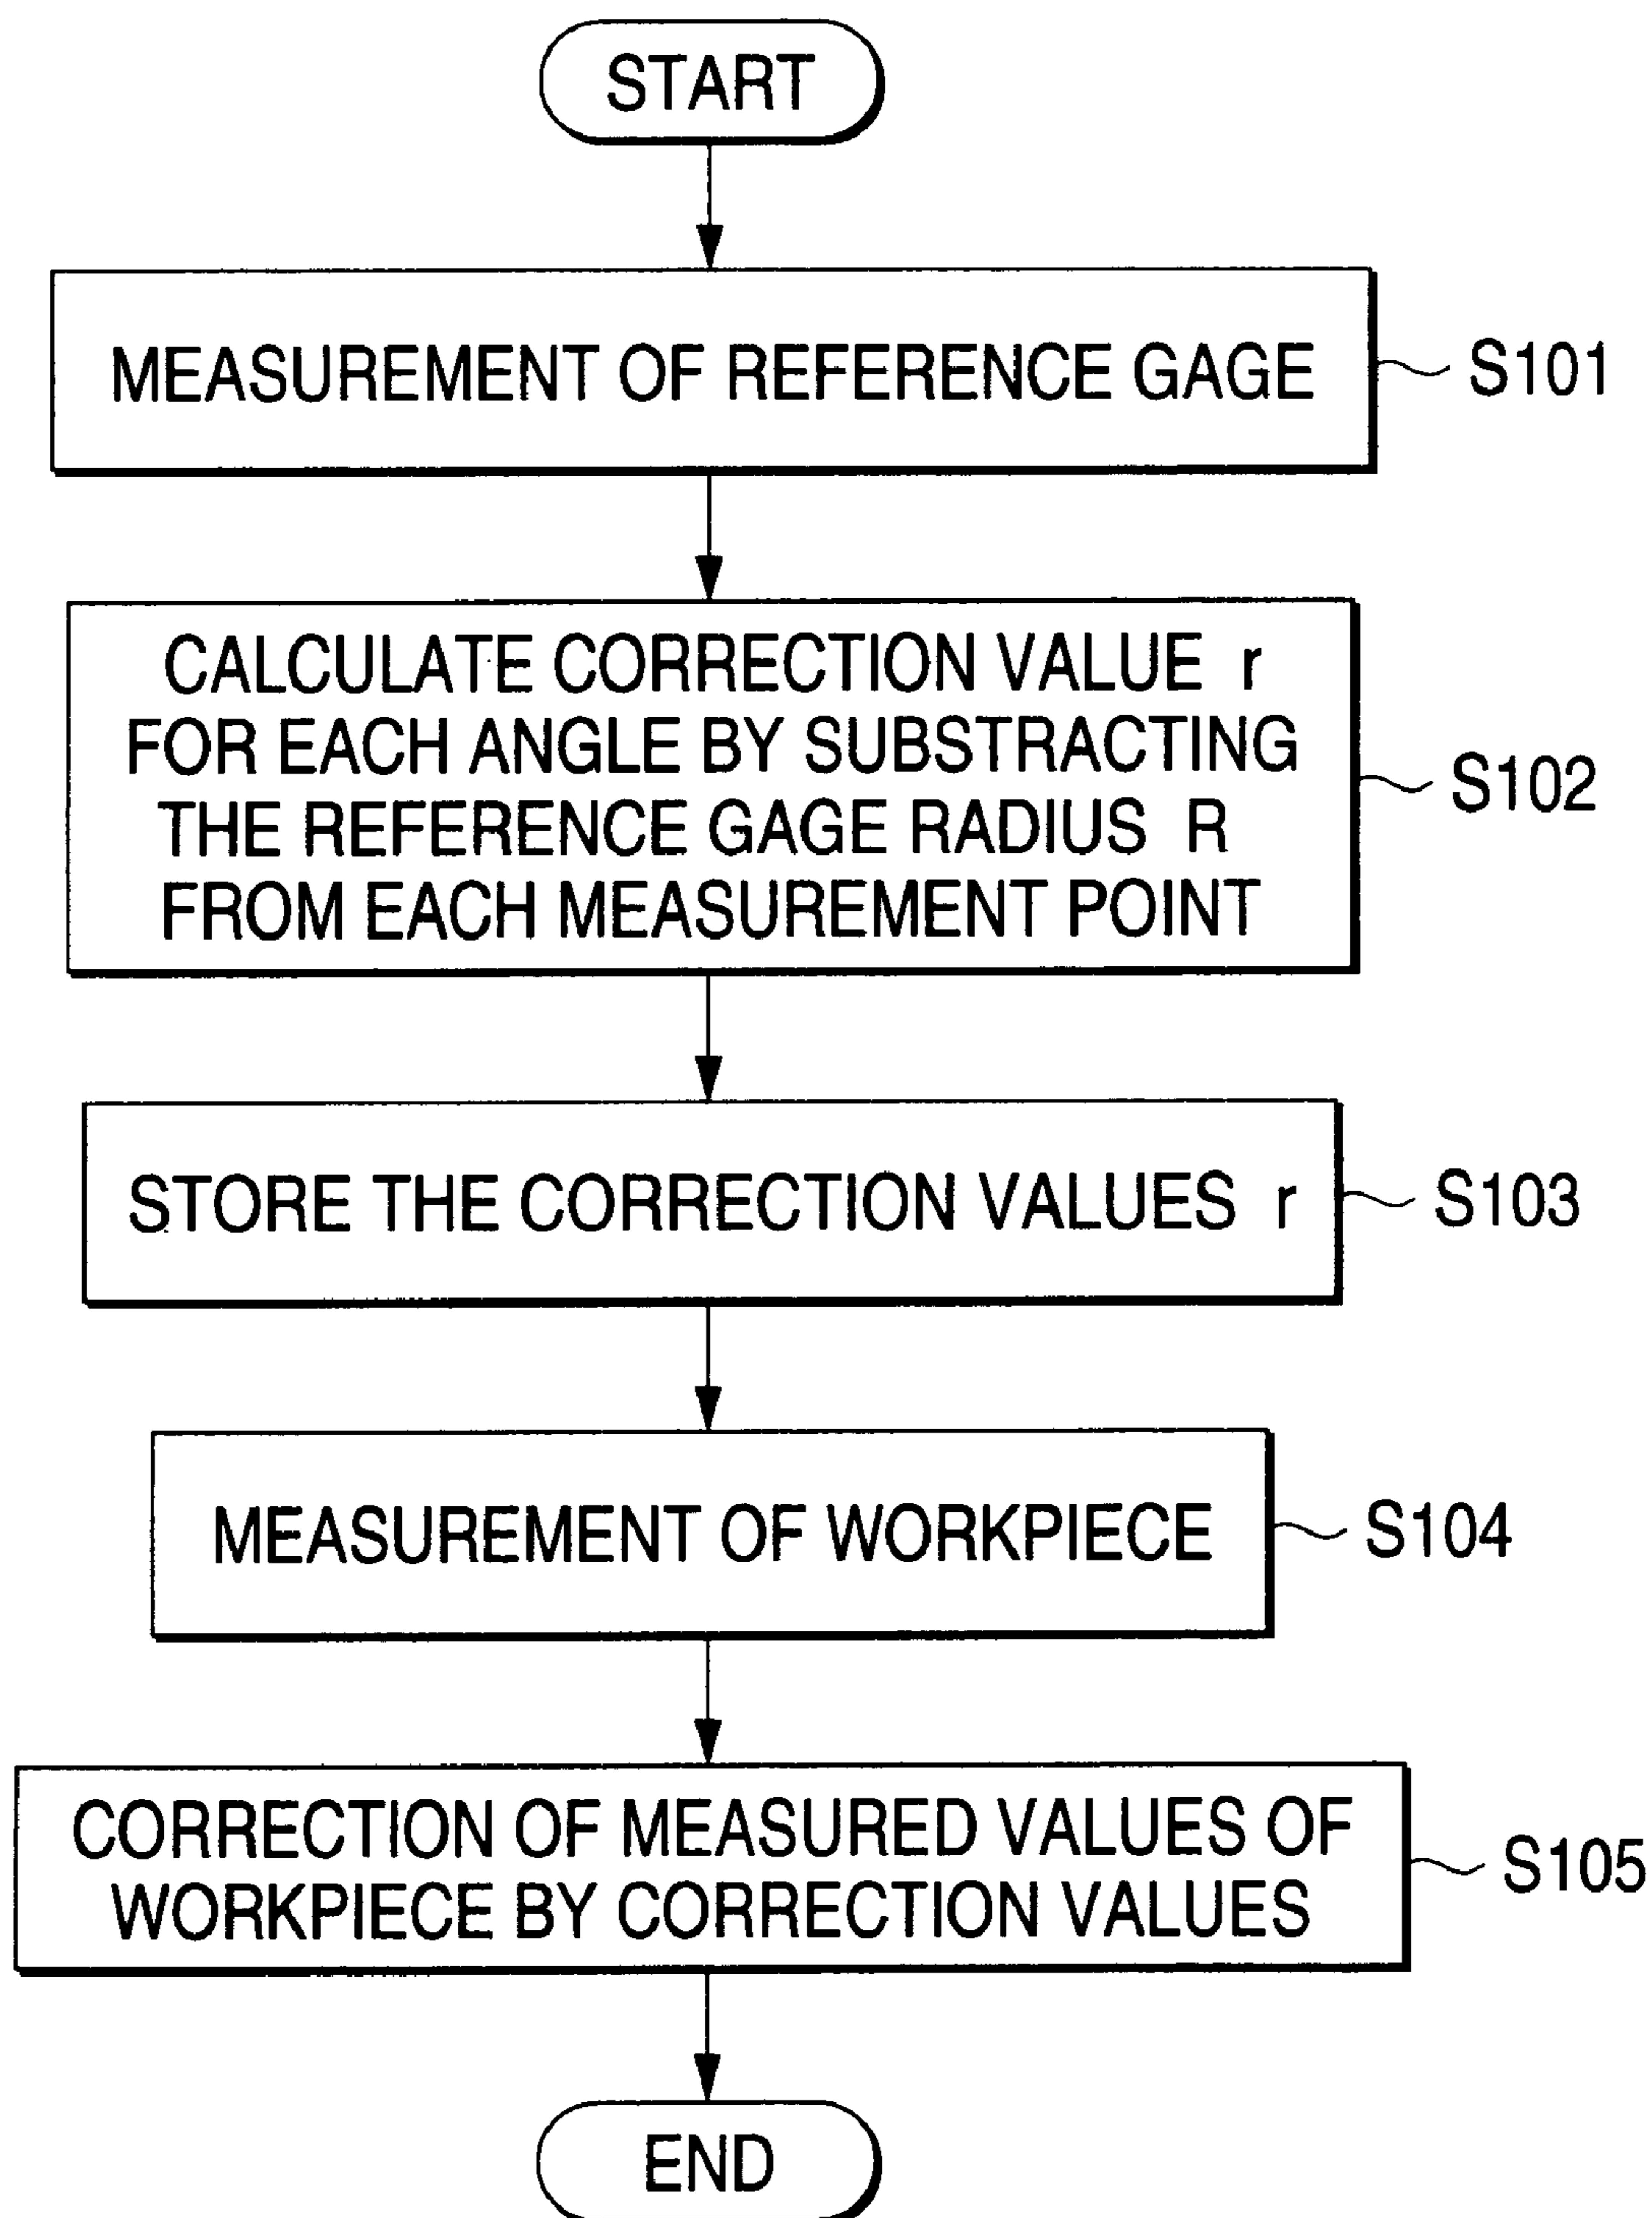 START
MEASUREMENT OF REFERENCE GAGE
S101
CALCULATE CORRECTION VALUE r
FOR EACH ANGLE BY SUBSTRACTING
THE REFERENCE GAGE RADIUS R
FROM EACH MEASUREMENT POINT
S102
STORE THE CORRECTION VALUES r
S103
MEASUREMENT OF WORKPIECE
S104
CORRECTION OF MEASURED VALUES OF
WORKPIECE BY CORRECTION VALUES
S105
END